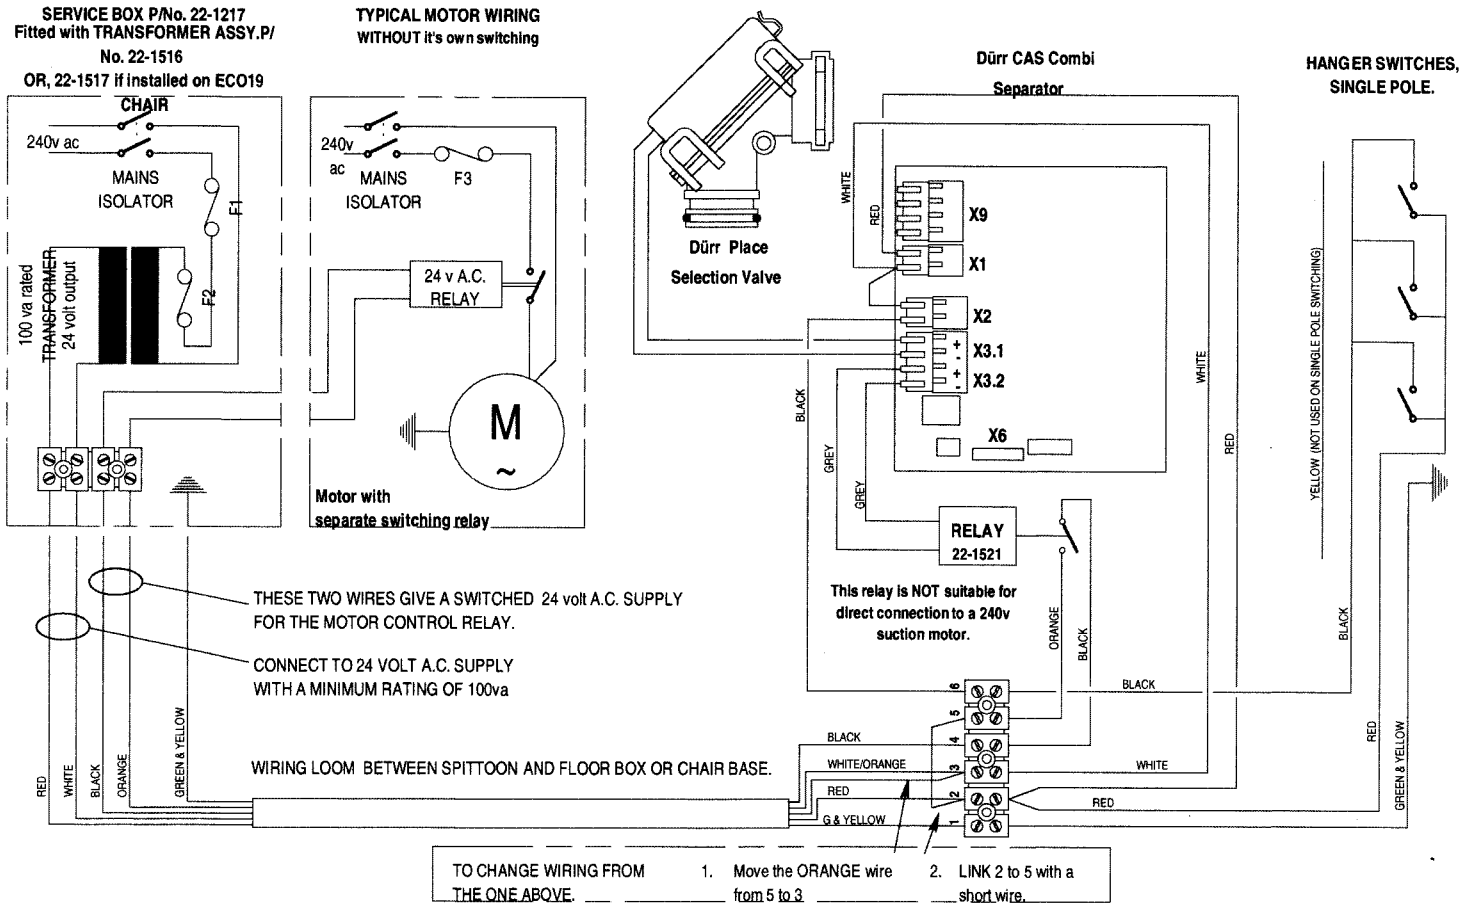 SERVICE BOX P/No. 22-1217
Fitted with TRANSFORMER ASSY.P/
No. 22-1516
OR, 22-1517 if installed on ECO19
CHAIR
240v ac
MAINS
ISOLATOR
F1
F2
100 va rated
TRANSFORMER
24 volt output
TYPICAL MOTOR WIRING
WITHOUT it's own switching
240v
ac
MAINS
ISOLATOR
F3
24 v A.C.
RELAY
M
~
Motor with
separate switching relay
Dürr Place
Selection Valve
Dürr CAS Combi
Separator
WHITE
RED
X9
X1
X2
+
-
X3.1
+
-
X3.2
X6
BLACK
GREY
GREY
WHITE
RED
RELAY
22-1521
This relay is NOT suitable for
direct connection to a 240v
suction motor.
ORANGE
BLACK
HANGER SWITCHES,
SINGLE POLE.
YELLOW (NOT USED ON SINGLE POLE SWITCHING)
BLACK
RED
GREEN & YELLOW
THESE TWO WIRES GIVE A SWITCHED 24 volt A.C. SUPPLY
FOR THE MOTOR CONTROL RELAY.
CONNECT TO 24 VOLT A.C. SUPPLY
WITH A MINIMUM RATING OF 100va
RED
WHITE
BLACK
ORANGE
GREEN & YELLOW
WIRING LOOM BETWEEN SPITTOON AND FLOOR BOX OR CHAIR BASE.
BLACK
WHITE/ORANGE
RED
G & YELLOW
6
5
4
3
2
1
BLACK
WHITE
RED
TO CHANGE WIRING FROM
THE ONE ABOVE.
1. Move the ORANGE wire
from 5 to 3
2. LINK 2 to 5 with a
short wire.